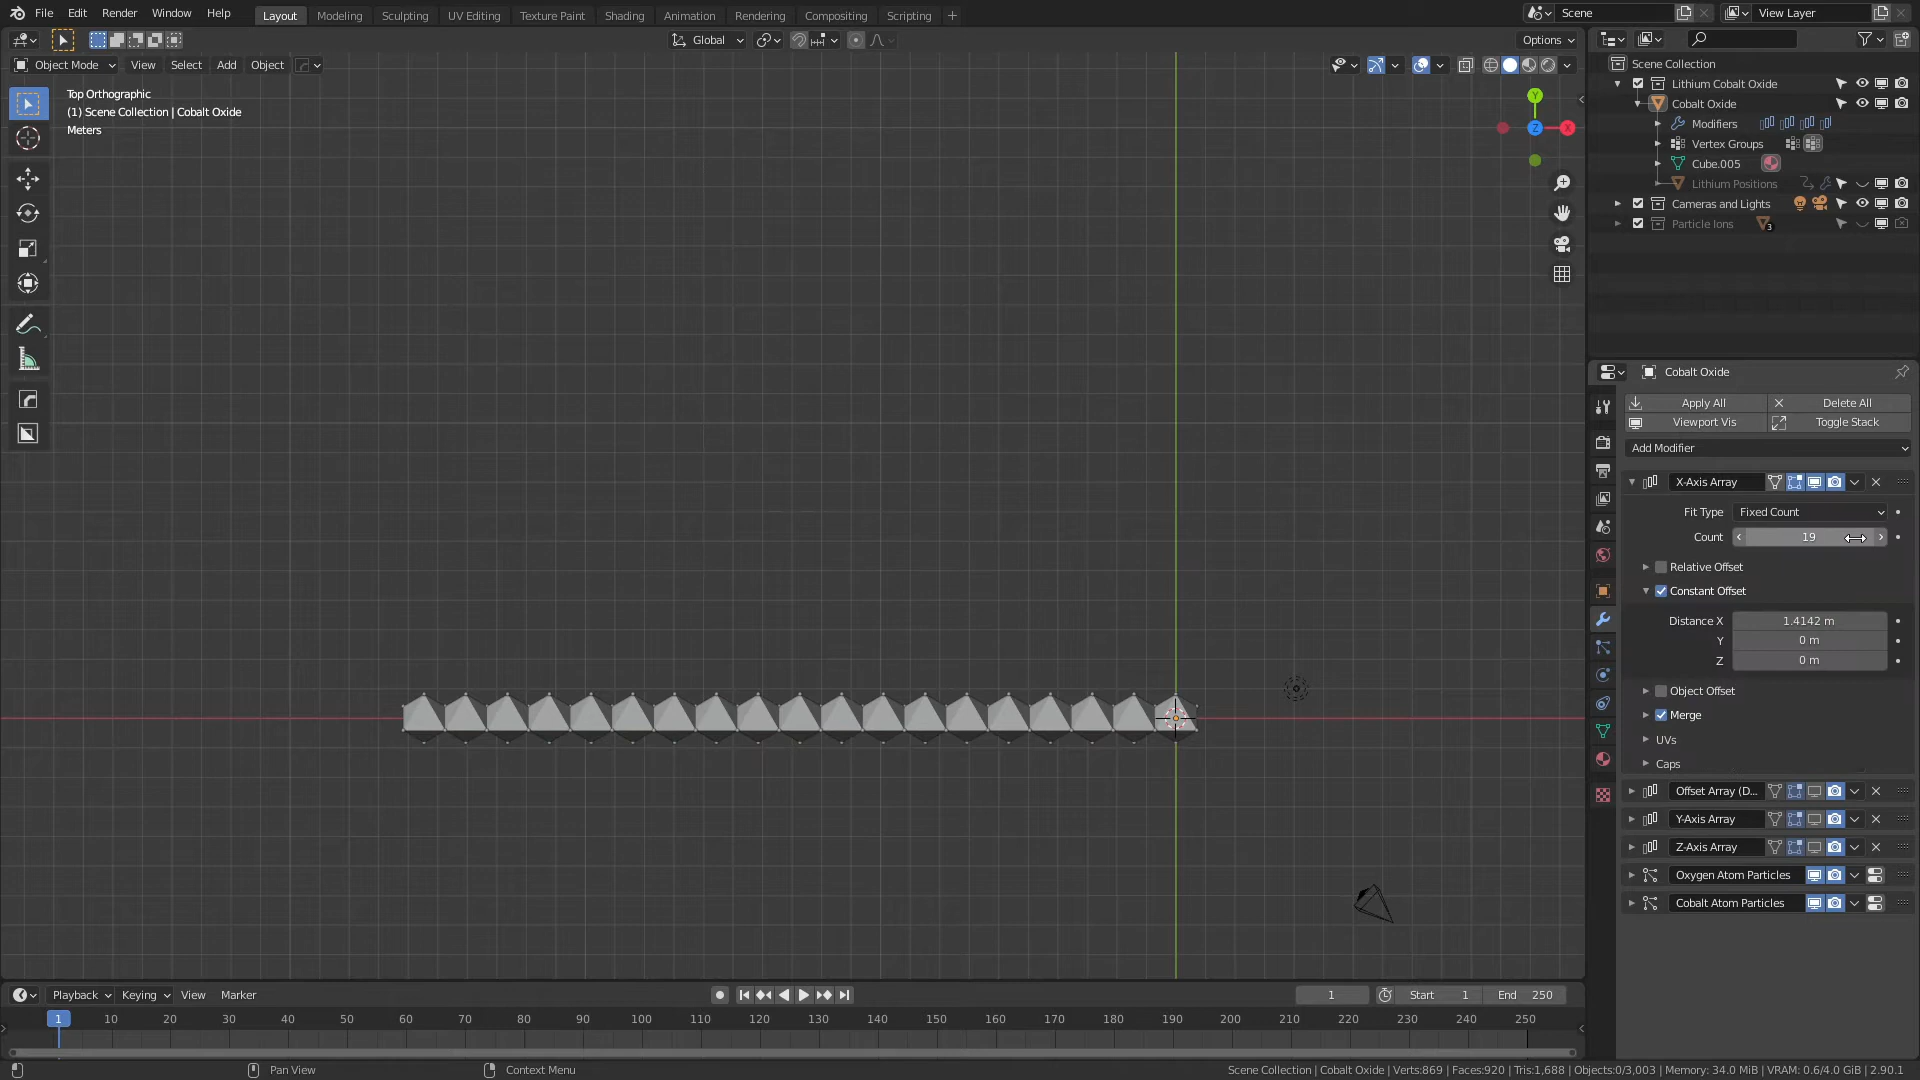 File Edit Render Window Help Layout Modeling Sculpting UV Editing Texture Paint Shading Animation Rendering Compositing Scripting + Scene View Layer
Global Options
Object Mode View Select Add Object
Top Orthographic
(1) Scene Collection | Cobalt Oxide
Meters
Y
Z X
Scene Collection
Lithium Cobalt Oxide
Cobalt Oxide
Modifiers
Vertex Groups
Cube.005
Lithium Positions
Cameras and Lights
Particle Ions 3
Cobalt Oxide
Apply All Delete All
Viewport Vis Toggle Stack
Add Modifier
X-Axis Array
Fit Type Fixed Count
Count 19
Relative Offset
Constant Offset
Distance X 1.4142 m
Y 0 m
Z 0 m
Object Offset
Merge
UVs
Caps
Offset Array (D...
Y-Axis Array
Z-Axis Array
Oxygen Atom Particles
Cobalt Atom Particles
Playback Keying View Marker 1 Start 1 End 250
1 10 20 30 40 50 60 70 80 90 100 110 120 130 140 150 160 170 180 190 200 210 220 230 240 250
Pan View Context Menu Scene Collection | Cobalt Oxide | Verts:869 | Faces:920 | Tris:1,688 | Objects:0/3,003 | Memory: 34.0 MiB | VRAM: 0.6/4.0 GiB | 2.90.1